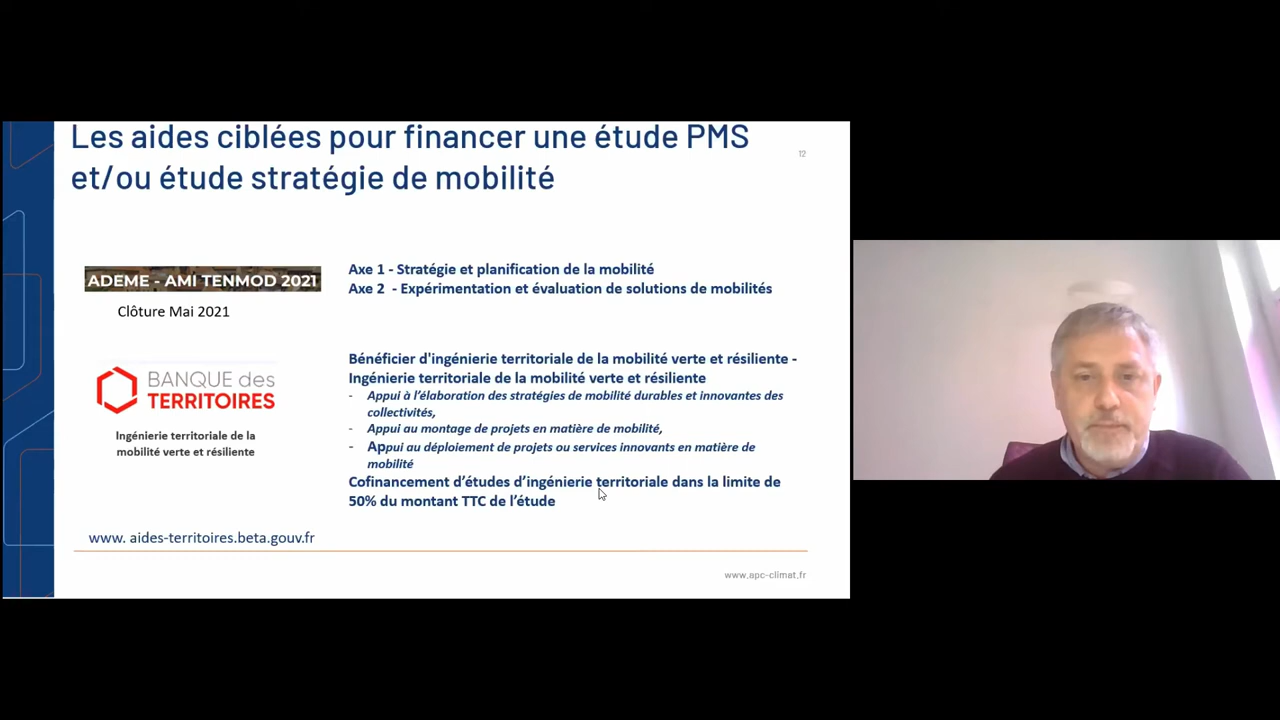 Les aides ciblées pour financer une étude PMS
et/ou étude stratégie de mobilité
12
ADEME - AMI TENMOD 2021
Clôture Mai 2021
Axe 1 - Stratégie et planification de la mobilité
Axe 2 - Expérimentation et évaluation de solutions de mobilités
BANQUE des
TERRITOIRES
Ingénierie territoriale de la
mobilité verte et résiliente
Bénéficier d'ingénierie territoriale de la mobilité verte et résiliente -
Ingénierie territoriale de la mobilité verte et résiliente
- Appui à l'élaboration des stratégies de mobilité durables et innovantes des
collectivités,
- Appui au montage de projets en matière de mobilité,
- Appui au déploiement de projets ou services innovants en matière de
mobilité
Cofinancement d'études d'ingénierie territoriale dans la limite de
50% du montant TTC de l'étude
www. aides-territoires.beta.gouv.fr
www.apc-climat.fr